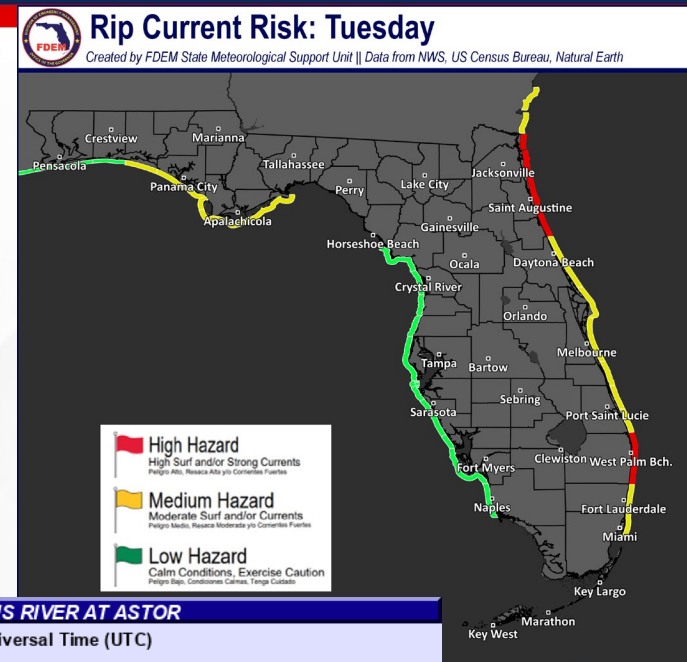 FDEM
Rip Current Risk: Tuesday
Created by FDEM State Meteorological Support Unit || Data from NWS, US Census Bureau, Natural Earth
Crestview
Marianna
Pensacola
Tallahassee
Panama City
Perry
Lake City
Jacksonville
Apalachicola
Saint Augustine
Gainesville
Horseshoe Beach
Ocala
Daytona Beach
Crystal River
Orlando
Melbourne
Tampa
Bartow
Sebring
Sarasota
Port Saint Lucie
Clewiston
West Palm Bch.
Fort Myers
Naples
Fort Lauderdale
Miami
Key Largo
Marathon
Key West
High Hazard
High Surf and/or Strong Currents
Peligro Alto, Resaca Alta y/o Corrientes Fuertes
Medium Hazard
Moderate Surf and/or Currents
Peligro Medio, Resaca Moderada y/o Corrientes Fuertes
Low Hazard
Calm Conditions, Exercise Caution
Peligro Bajo, Condiciones Calmas, Tenga Cuidado
S RIVER AT ASTOR
iversal Time (UTC)